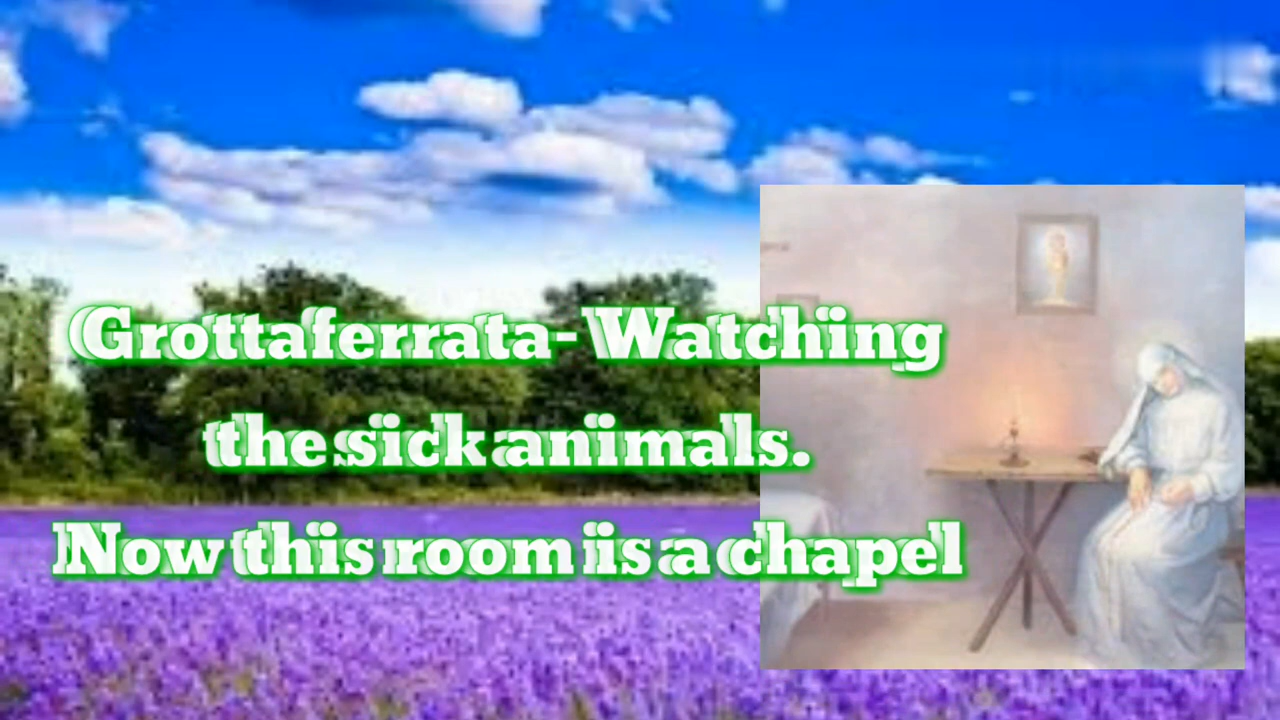 Grottaferrata- Watching
the sick animals.
Now this room is a chapel